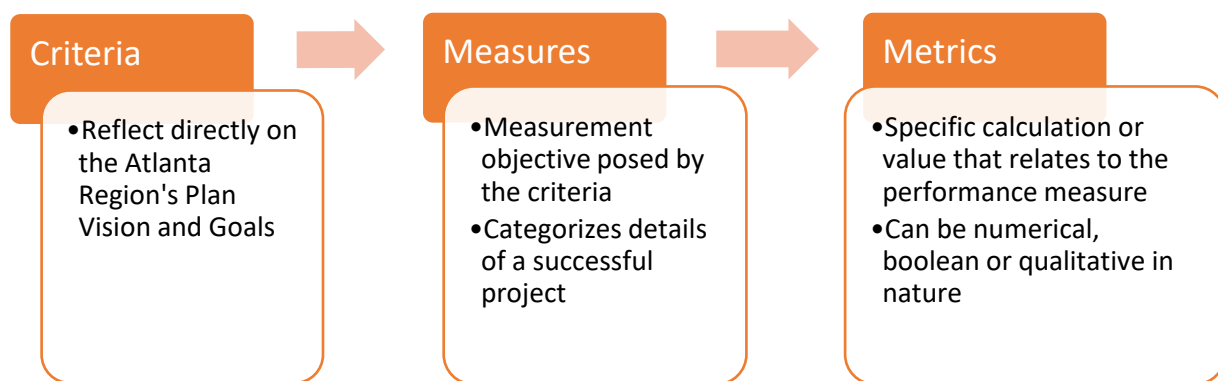 Criteria
•Reflect directly on
the Atlanta
Region's Plan
Vision and Goals
Measures
•Measurement
objective posed by
the criteria
•Categorizes details
of a successful
project
Metrics
•Specific calculation or
value that relates to the
performance measure
•Can be numerical,
boolean or qualitative in
nature